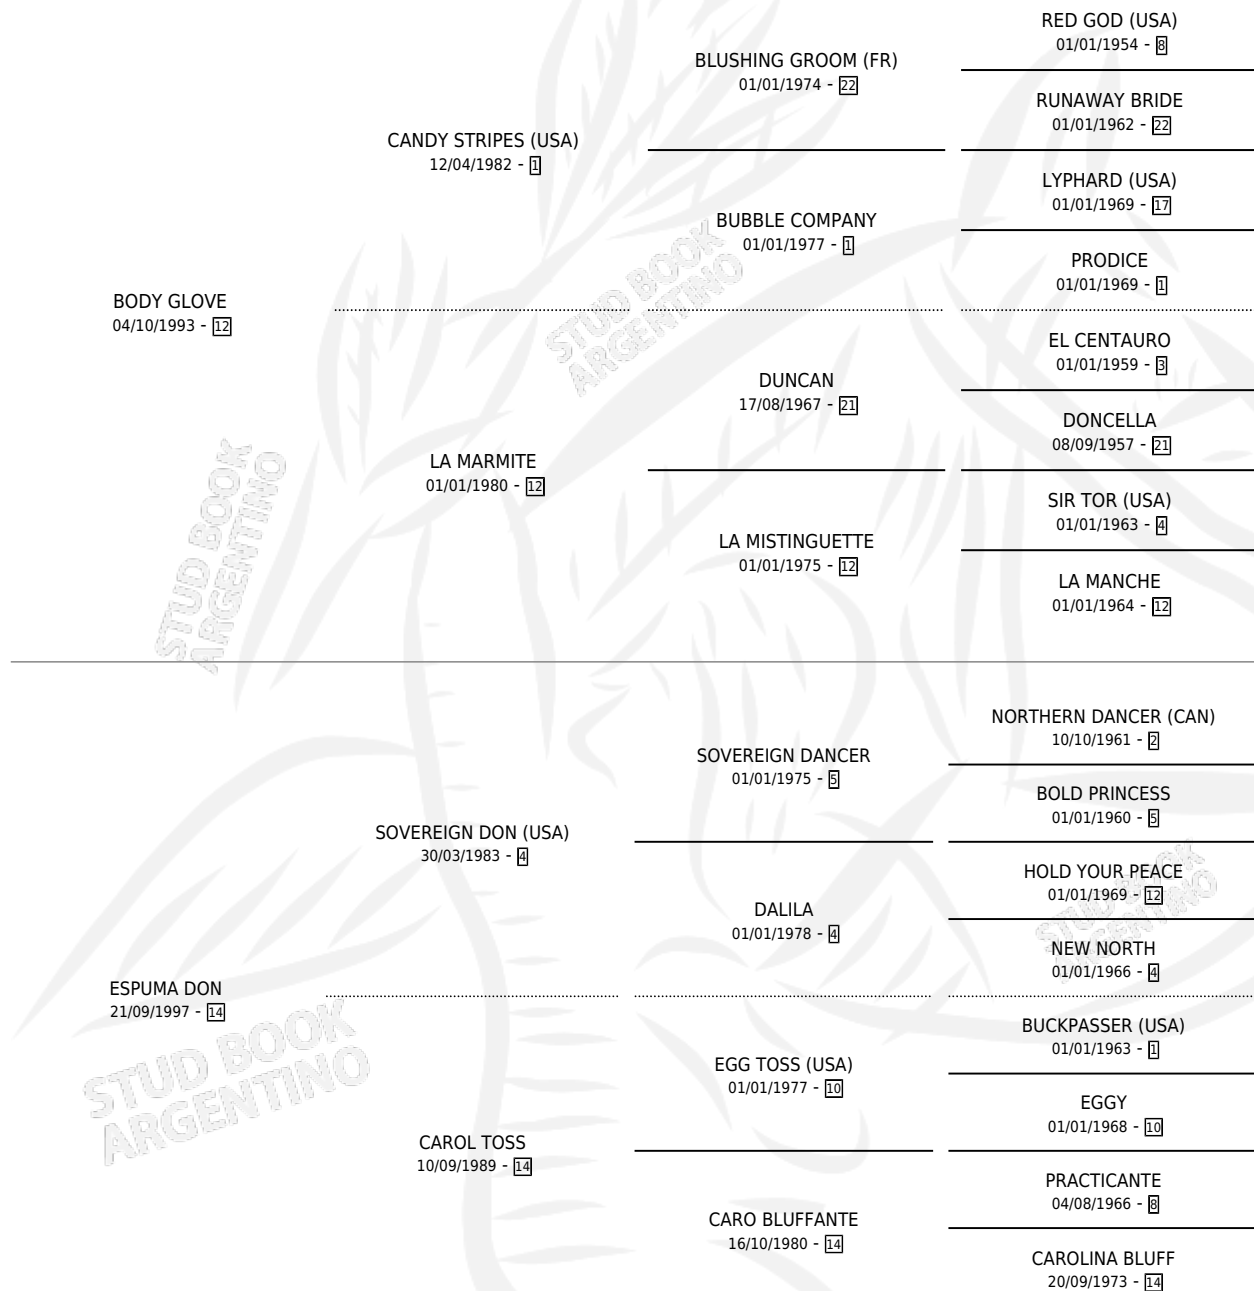 RED GOD (USA)
01/01/1954 - 8
BLUSHING GROOM (FR)
01/01/1974 - 22
RUNAWAY BRIDE
01/01/1962 - 22
CANDY STRIPES (USA)
12/04/1982 - 1
LYPHARD (USA)
01/01/1969 - 17
BUBBLE COMPANY
01/01/1977 - 1
PRODICE
01/01/1969 - 1
BODY GLOVE
04/10/1993 - 12
STUD BOOK
ARGENTINO
EL CENTAURO
01/01/1959 - 3
DUNCAN
17/08/1967 - 21
DONCELLA
08/09/1957 - 21
LA MARMITE
01/01/1980 - 12
SIR TOR (USA)
01/01/1963 - 4
LA MISTINGUETTE
01/01/1975 - 12
LA MANCHE
01/01/1964 - 12
STUD BOOK
ARGENTINO
NORTHERN DANCER (CAN)
10/10/1961 - 2
SOVEREIGN DANCER
01/01/1975 - 5
BOLD PRINCESS
01/01/1960 - 5
SOVEREIGN DON (USA)
30/03/1983 - 4
HOLD YOUR PEACE
01/01/1969 - 12
STUD BOOK
ARGENTINO
DALILA
01/01/1978 - 4
NEW NORTH
01/01/1966 - 4
ESPUMA DON
21/09/1997 - 14
STUD BOOK
ARGENTINO
BUCKPASSER (USA)
01/01/1963 - 1
EGG TOSS (USA)
01/01/1977 - 10
EGGY
01/01/1968 - 10
CAROL TOSS
10/09/1989 - 14
PRACTICANTE
04/08/1966 - 8
CARO BLUFFANTE
16/10/1980 - 14
CAROLINA BLUFF
20/09/1973 - 14